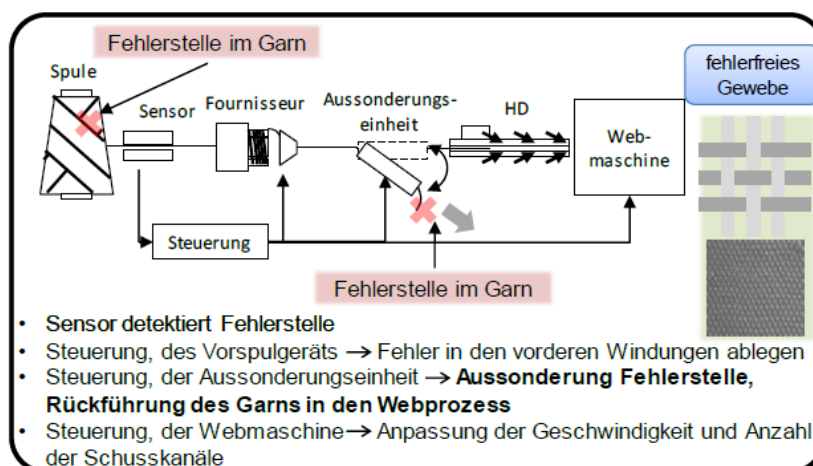 Fehlerstelle im Garn
fehlerfreies
Gewebe
Spule
Sensor
Fournisseur
Aussonderungs-
einheit
HD
Web-
maschine
Steuerung
Fehlerstelle im Garn
• Sensor detektiert Fehlerstelle
• Steuerung, des Vorspulgeräts → Fehler in den vorderen Windungen ablegen
• Steuerung, der Aussonderungseinheit → Aussonderung Fehlerstelle,
Rückführung des Garns in den Webprozess
• Steuerung, der Webmaschine → Anpassung der Geschwindigkeit und Anzahl
der Schusskanäle